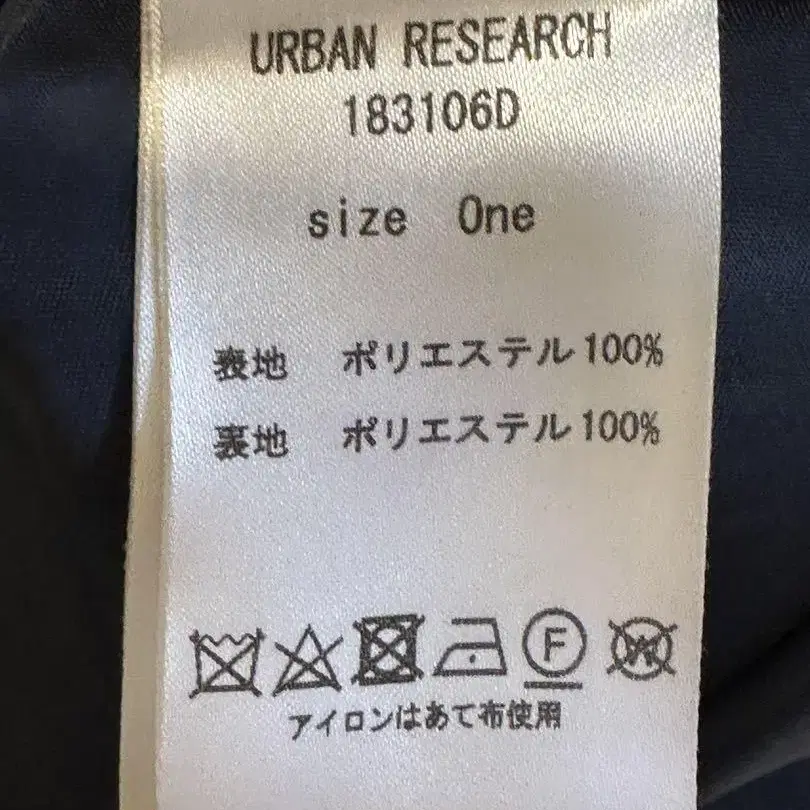 URBAN RESEARCH
183106D
size One
表地 ポリエステル100%
裏地 ポリエステル100%
F W
アイロンはあて布使用